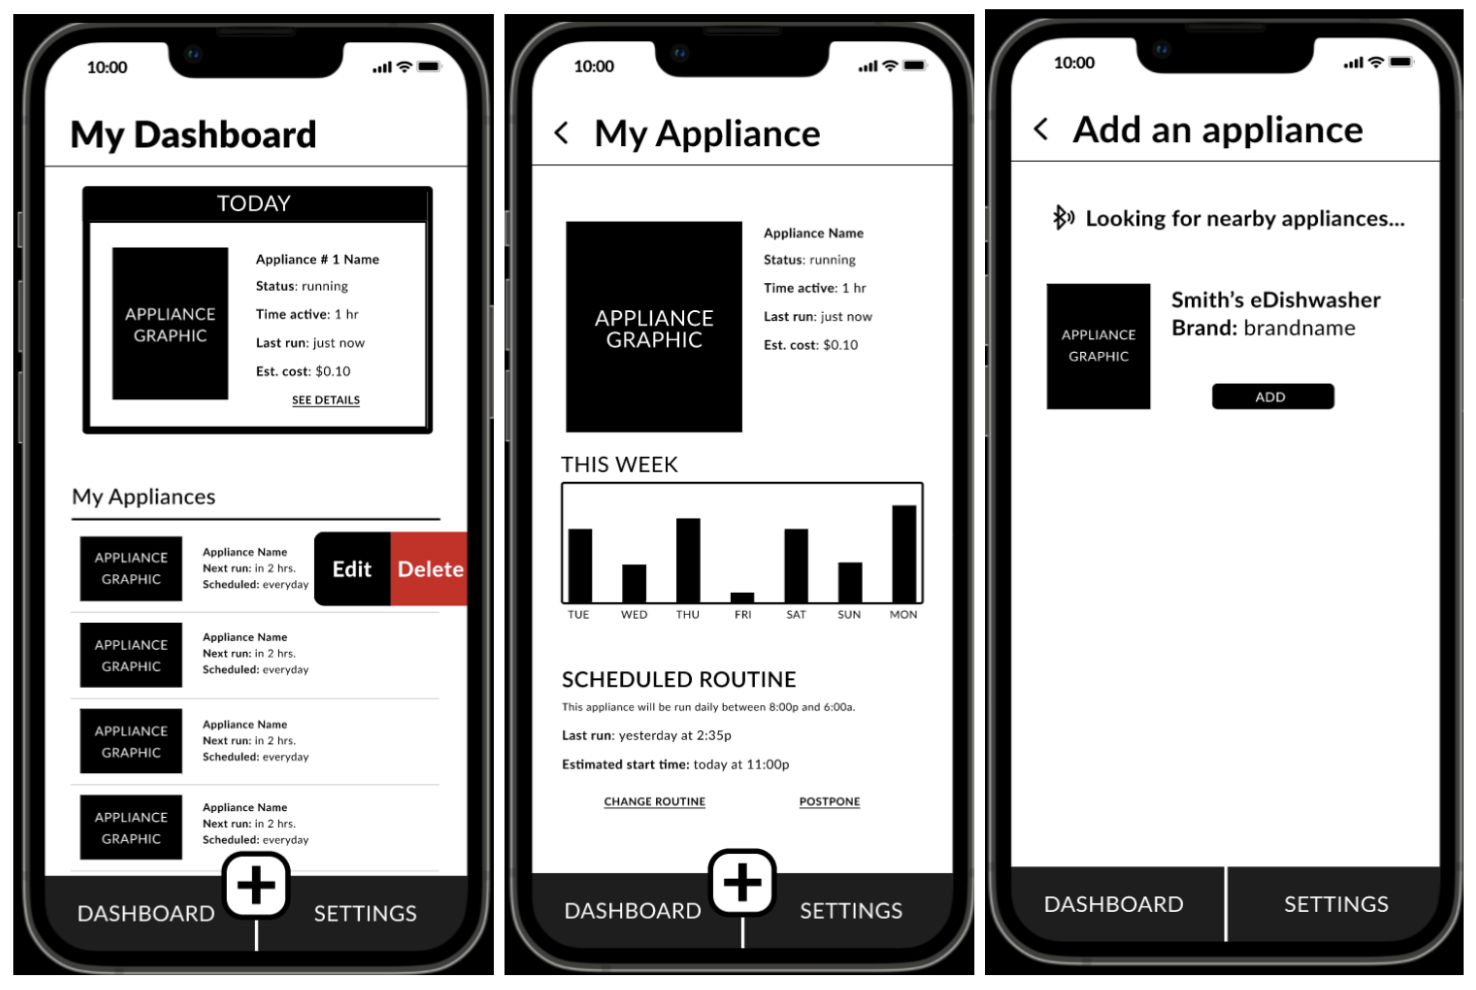 10:00
My Dashboard
TODAY
APPLIANCE
GRAPHIC
Appliance # 1 Name
Status: running
Time active: 1 hr
Last run: just now
Est. cost: $0.10
SEE DETAILS
My Appliances
APPLIANCE
GRAPHIC
Appliance Name
Next run: in 2 hrs.
Scheduled: everyday
Edit
Delete
APPLIANCE
GRAPHIC
Appliance Name
Next run: in 2 hrs.
Scheduled: everyday
APPLIANCE
GRAPHIC
Appliance Name
Next run: in 2 hrs.
Scheduled: everyday
APPLIANCE
GRAPHIC
Appliance Name
Next run: in 2 hrs.
Scheduled: everyday
DASHBOARD
SETTINGS
10:00
My Appliance
APPLIANCE
GRAPHIC
Appliance Name
Status: running
Time active: 1 hr
Last run: just now
Est. cost: $0.10
THIS WEEK
TUE WED THU FRI SAT SUN MON
SCHEDULED ROUTINE
This appliance will be run daily between 8:00p and 6:00a.
Last run: yesterday at 2:35p
Estimated start time: today at 11:00p
CHANGE ROUTINE
POSTPONE
DASHBOARD
SETTINGS
10:00
Add an appliance
Looking for nearby appliances...
APPLIANCE
GRAPHIC
Smith's eDishwasher
Brand: brandname
ADD
DASHBOARD
SETTINGS